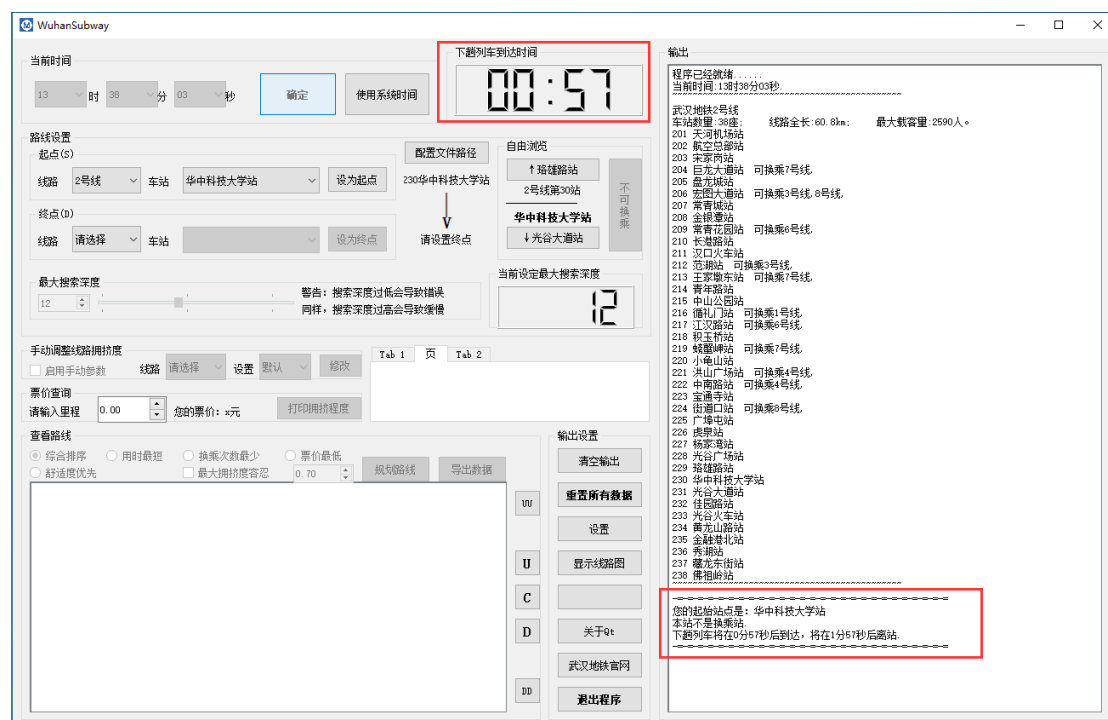 WuhanSubway
当前时间
13 时 38 分 03 秒 确定 使用系统时间
下趟列车到达时间
00:57
路线设置
起点(S)
线路 2号线 车站 华中科技大学站 设为起点
终点(D)
线路 请选择 车站 设为终点
配置文件路径
230华中科技大学站
V
请设置终点
自由浏览
↑珞雄路站
2号线第30站
华中科技大学站
↓光谷大道站
不可换乘
最大搜索深度
12
警告: 搜索深度过低会导致错误
同样, 搜索深度过高会导致缓慢
当前设定最大搜索深度
12
手动调整线路拥挤度
启用手动参数 线路 请选择 设置 默认 修改
票价查询
请输入里程 0.00 您的票价: x元 打印拥挤程度
Tab 1 页 Tab 2
查看路线
综合排序 用时最短 换乘次数最少 票价最低
舒适度优先 最大拥挤度容忍 0.70 规划路线 导出数据
UU
U
C
D
DD
输出设置
清空输出
重置所有数据
设置
显示线路图
关于Qt
武汉地铁官网
退出程序
输出
程序已经就绪......
当前时间:13时38分03秒.
~~~~~~~~~~~~~~~~~~~~~~~~~~~~~~~~~~~~~~
武汉地铁2号线
车站数量:38座; 线路全长:60.8km; 最大载客量:2590人。
201 天河机场站
202 航空总部站
203 宋家岗站
204 巨龙大道站 可换乘7号线,
205 盘龙城站
206 宏图大道站 可换乘3号线,8号线,
207 常青城站
208 金银潭站
209 常青花园站 可换乘6号线,
210 长港路站
211 汉口火车站
212 范湖站 可换乘3号线,
213 王家墩东站 可换乘7号线,
214 青年路站
215 中山公园站
216 循礼门站 可换乘1号线,
217 江汉路站 可换乘6号线,
218 积玉桥站
219 螃蟹岬站 可换乘7号线,
220 小龟山站
221 洪山广场站 可换乘4号线,
222 中南路站 可换乘4号线,
223 宝通寺站
224 街道口站 可换乘8号线,
225 广埠屯站
226 虎泉站
227 杨家湾站
228 光谷广场站
229 珞雄路站
230 华中科技大学站
231 光谷大道站
232 佳园路站
233 光谷火车站
234 黄龙山路站
235 金融港北站
236 秀湖站
237 藏龙东街站
238 佛祖岭站
~~~~~~~~~~~~~~~~~~~~~~~~~~~~~~~~~~~~~~
-=-=-=-=-=-=-=-=-=-=-=-=-=-=-=-=-=-=-=-=-=-=
您的起始站点是: 华中科技大学站
本站不是换乘站.
下趟列车将在0分57秒后到达, 将在1分57秒后离站.
-=-=-=-=-=-=-=-=-=-=-=-=-=-=-=-=-=-=-=-=-=-=